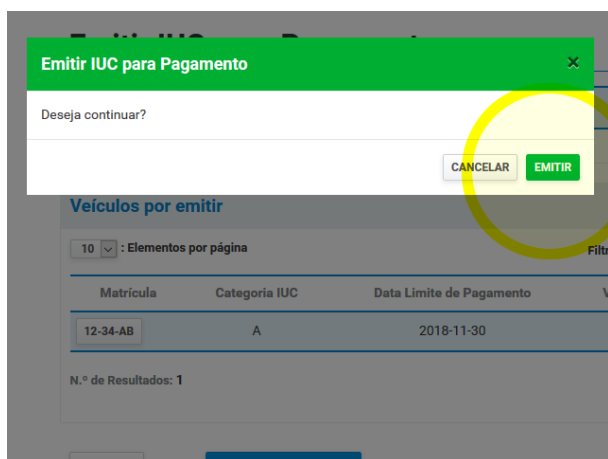 Emitir IUC para Pagamento ×
Deseja continuar?
CANCELAR EMITIR
Veículos por emitir
10 : Elementos por página
Matrícula Categoria IUC Data Limite de Pagamento
12-34-AB A 2018-11-30
N.º de Resultados: 1